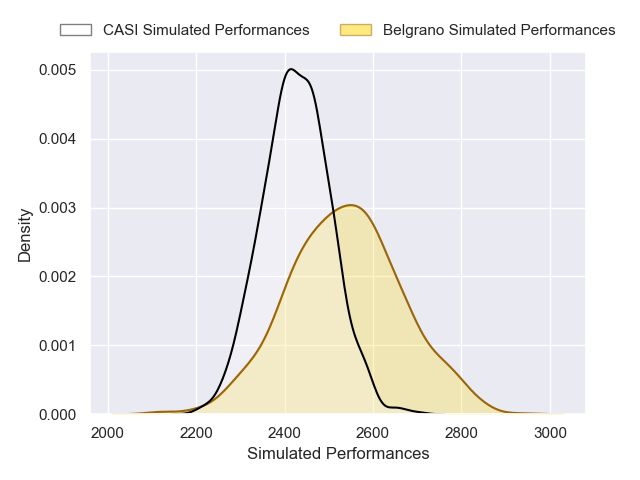 CASI Simulated Performances Belgrano Simulated Performances
0.005
0.004
0.003
0.002
0.001
0.000
Density
2000 2200 2400 2600 2800 3000
Simulated Performances